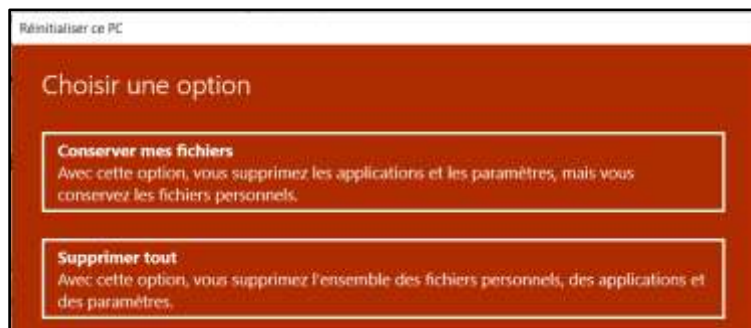 Réinitialiser ce PC
Choisir une option
Conserver mes fichiers
Avec cette option, vous supprimez les applications et les paramètres, mais vous
conservez les fichiers personnels.
Supprimer tout
Avec cette option, vous supprimez l'ensemble des fichiers personnels, des applications et
des paramètres.